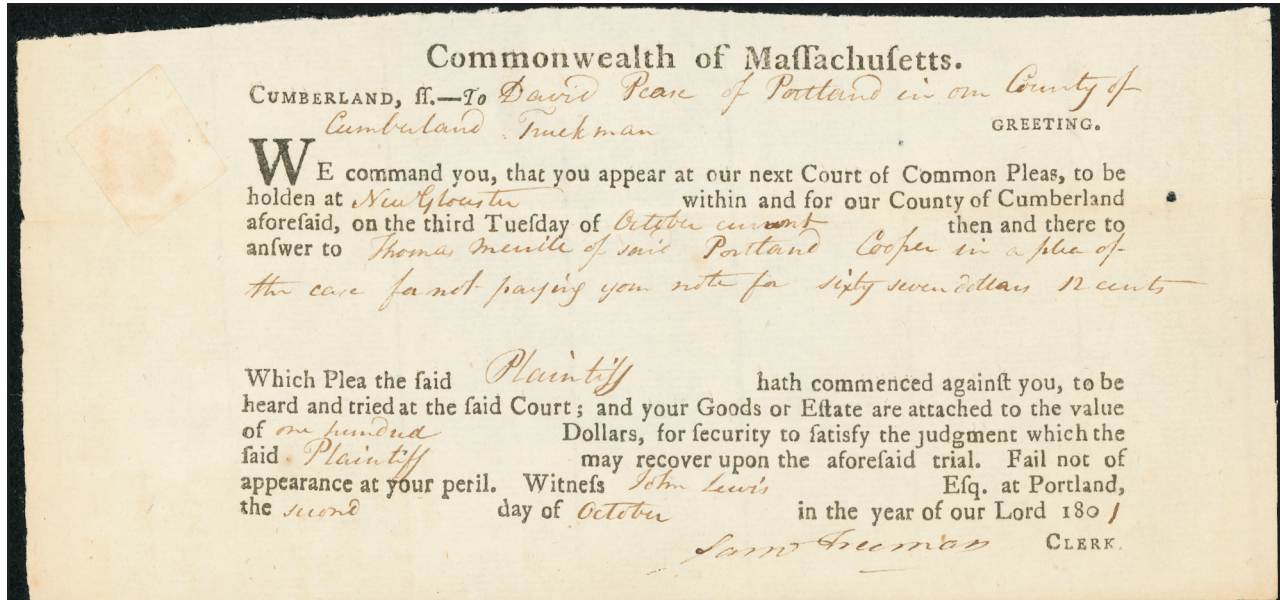 Commonwealth of Maſſachuſetts.
CUMBERLAND, ſſ.—To David Pease of Portland in our County of
Cumberland Truckman GREETING.
WE command you, that you appear at our next Court of Common Pleas, to be
holden at New Gloucester within and for our County of Cumberland
aforeſaid, on the third Tueſday of October current then and there to
anſwer to Thomas Merrill of said Portland Cooper in a plea of
the case for not paying your note for sixty seven dollars 12 cents
Which Plea the ſaid Plaintiff hath commenced againſt you, to be
heard and tried at the ſaid Court; and your Goods or Eſtate are attached to the value
of one hundred Dollars, for ſecurity to ſatisfy the judgment which the
ſaid Plaintiff may recover upon the aforeſaid trial. Fail not of
appearance at your peril. Witneſs John Lewis Eſq. at Portland,
the second day of October in the year of our Lord 1801
Sam Freeman CLERK.